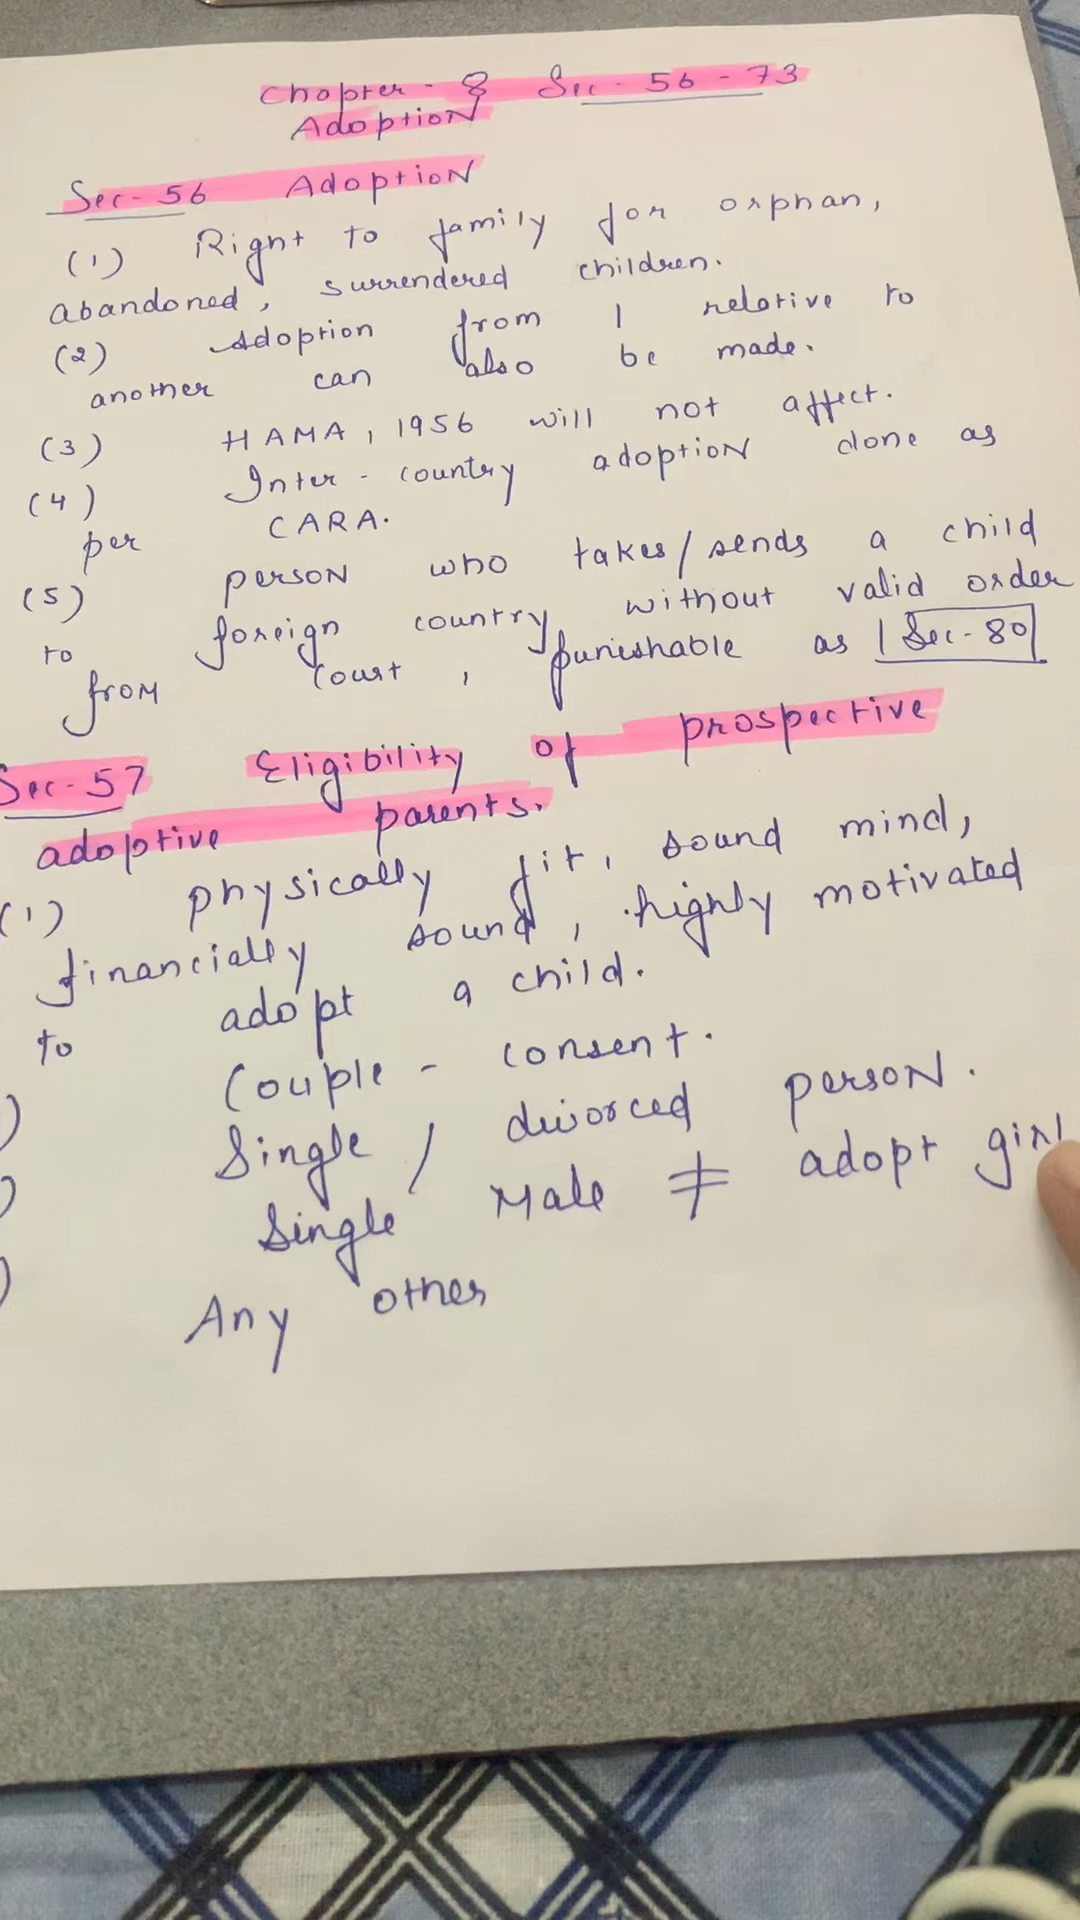 Chapter - 8 Sec - 56 - 73
Adoption
Sec - 56 Adoption
(1) Right to family for orphan,
abandoned, surrendered children.
(2) Adoption from 1 relative to
another can also be made.
(3) HAMA, 1956 will not affect.
(4) Inter - country adoption done as
per CARA.
(5) person who takes/sends a child
to foreign country without valid order
from court, punishable as Sec - 80
Sec - 57 Eligibility of prospective
adoptive parents.
(1) physically fit, sound mind,
financially sound, highly motivated
to adopt a child.
) Couple - consent.
) Single / divorced person.
) Single Male ≠ adopt girl
Any other